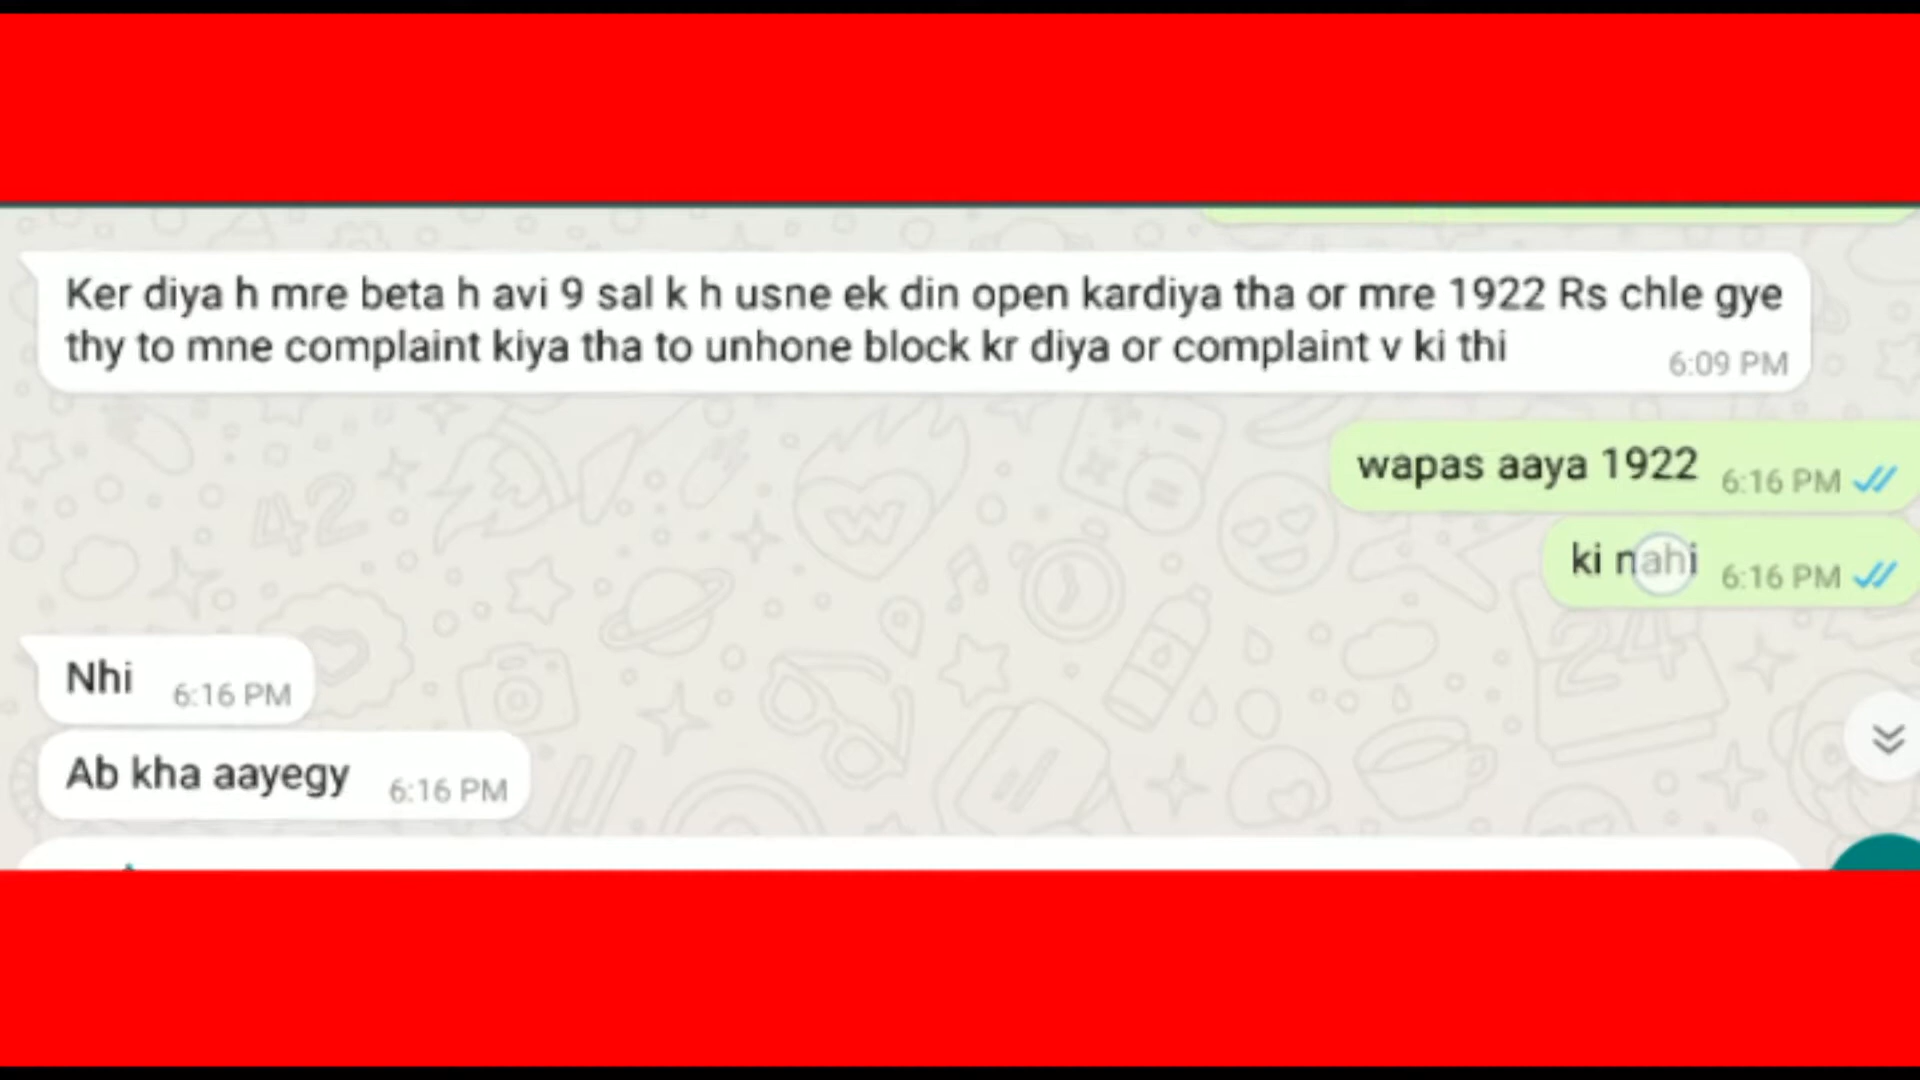 Ker diya h mre beta h avi 9 sal k h usne ek din open kardiya tha or mre 1922 Rs chle gye
thy to mne complaint kiya tha to unhone block kr diya or complaint v ki thi
6:09 PM
wapas aaya 1922 6:16 PM
ki nahi 6:16 PM
Nhi 6:16 PM
Ab kha aayegy 6:16 PM